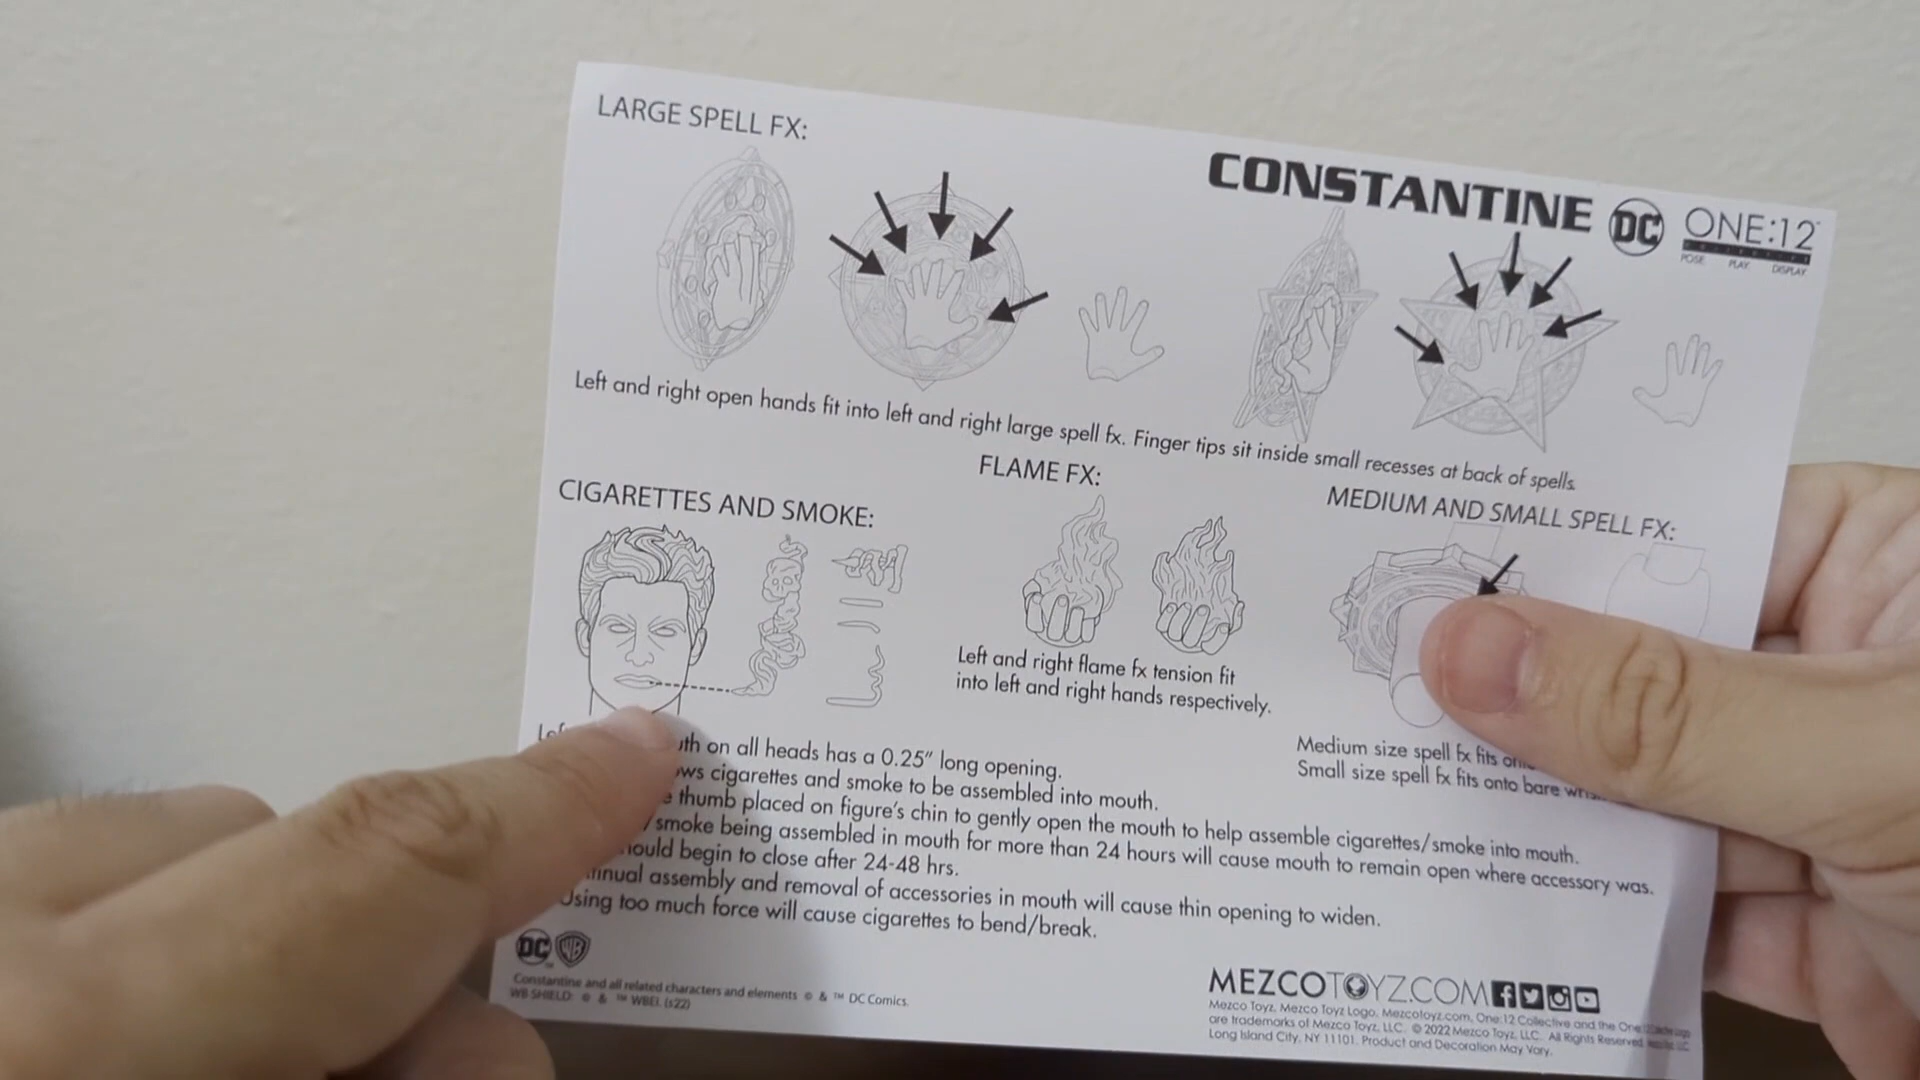 LARGE SPELL FX:
CONSTANTINE DC ONE:12
COLLECTIVE
POSE PLAY DISPLAY
Left and right open hands fit into left and right large spell fx. Finger tips sit inside small recesses at back of spells.
CIGARETTES AND SMOKE:
FLAME FX:
Left and right flame fx tension fit
into left and right hands respectively.
MEDIUM AND SMALL SPELL FX:
Medium size spell fx fits
Small size spell fx fits onto bare
on all heads has a 0.25" long opening.
cigarettes and smoke to be assembled into mouth.
thumb placed on figure's chin to gently open the mouth to help assemble cigarettes/smoke into mouth.
smoke being assembled in mouth for more than 24 hours will cause mouth to remain open where accessory was.
begin to close after 24-48 hrs.
assembly and removal of accessories in mouth will cause thin opening to widen.
Using too much force will cause cigarettes to bend/break.
DC WB
Constantine and all related characters and elements © & ™ DC Comics.
WB SHIELD: © & ™ WBEI. (s22)
MEZCOTOYZ.COM
Mezco Toyz, Mezco Toyz Logo, Mezcotoyz.com, One:12 Collective and the One:12
are trademarks of Mezco Toyz, LLC. © 2022 Mezco Toyz, LLC. All Rights Reserved.
Long Island City, NY 11101. Product and Decoration May Vary.